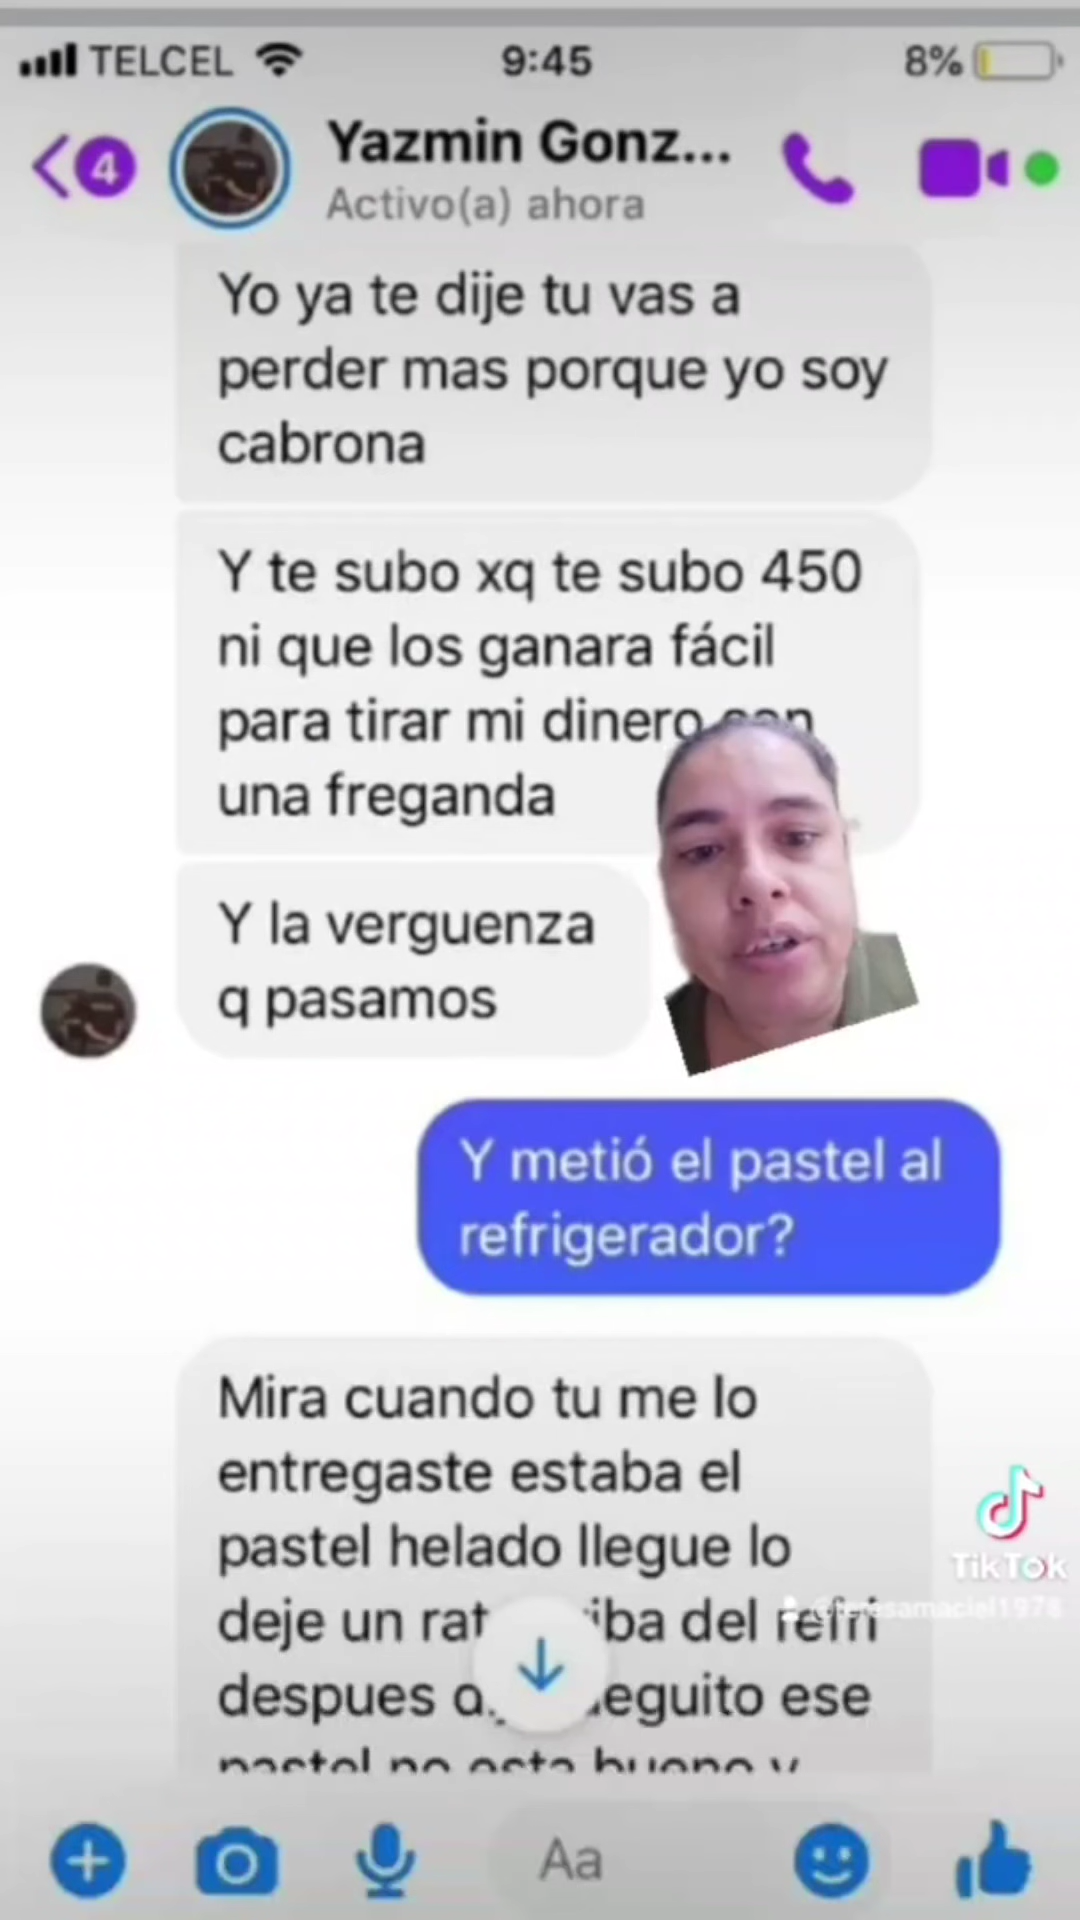 TELCEL 9:45 8%
4 Yazmin Gonz...
Activo(a) ahora
Yo ya te dije tu vas a
perder mas porque yo soy
cabrona
Y te subo xq te subo 450
ni que los ganara fácil
para tirar mi dinero con
una freganda
Y la verguenza
q pasamos
Y metió el pastel al
refrigerador?
Mira cuando tu me lo
entregaste estaba el
pastel helado llegue lo
deje un del refri
TikTok
@teresamaciel1978
despues ese
pastel no esta bueno y
Aa